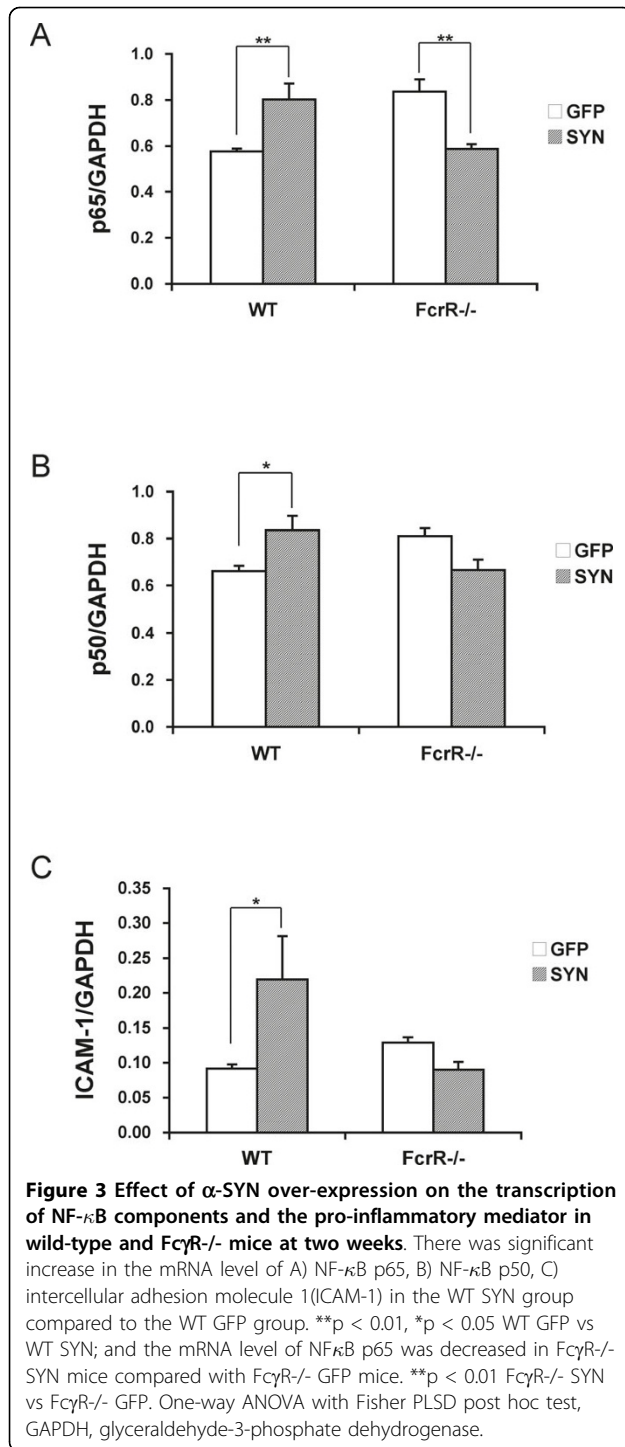 A
**
**
1.0
0.8
0.6
0.4
0.2
0.0
p65/GAPDH
WT
FcrR-/-
GFP
SYN
B
*
1.0
0.8
0.6
0.4
0.2
0.0
p50/GAPDH
WT
FcrR-/-
GFP
SYN
C
*
0.35
0.30
0.25
0.20
0.15
0.10
0.05
0.00
ICAM-1/GAPDH
WT
FcrR-/-
GFP
SYN
Figure 3 Effect of α-SYN over-expression on the transcription
of NF-κB components and the pro-inflammatory mediator in
wild-type and FcγR-/- mice at two weeks. There was significant
increase in the mRNA level of A) NF-κB p65, B) NF-κB p50, C)
intercellular adhesion molecule 1(ICAM-1) in the WT SYN group
compared to the WT GFP group. **p < 0.01, *p < 0.05 WT GFP vs
WT SYN; and the mRNA level of NFκB p65 was decreased in FcγR-/-
SYN mice compared with FcγR-/- GFP mice. **p < 0.01 FcγR-/- SYN
vs FcγR-/- GFP. One-way ANOVA with Fisher PLSD post hoc test,
GAPDH, glyceraldehyde-3-phosphate dehydrogenase.